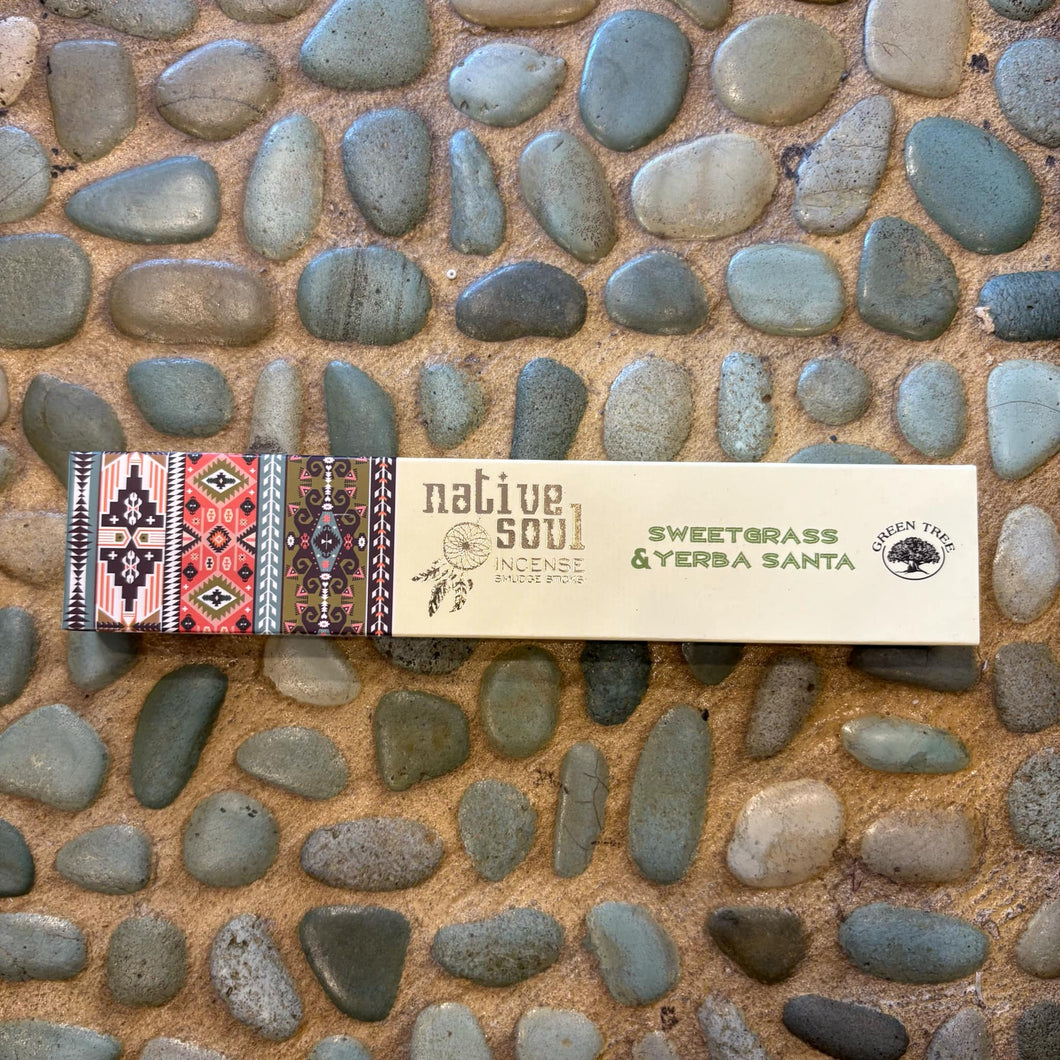 native
soul
INCENSE
SMUDGE STICKS
SWEETGRASS
& YERBA SANTA
GREEN TREE